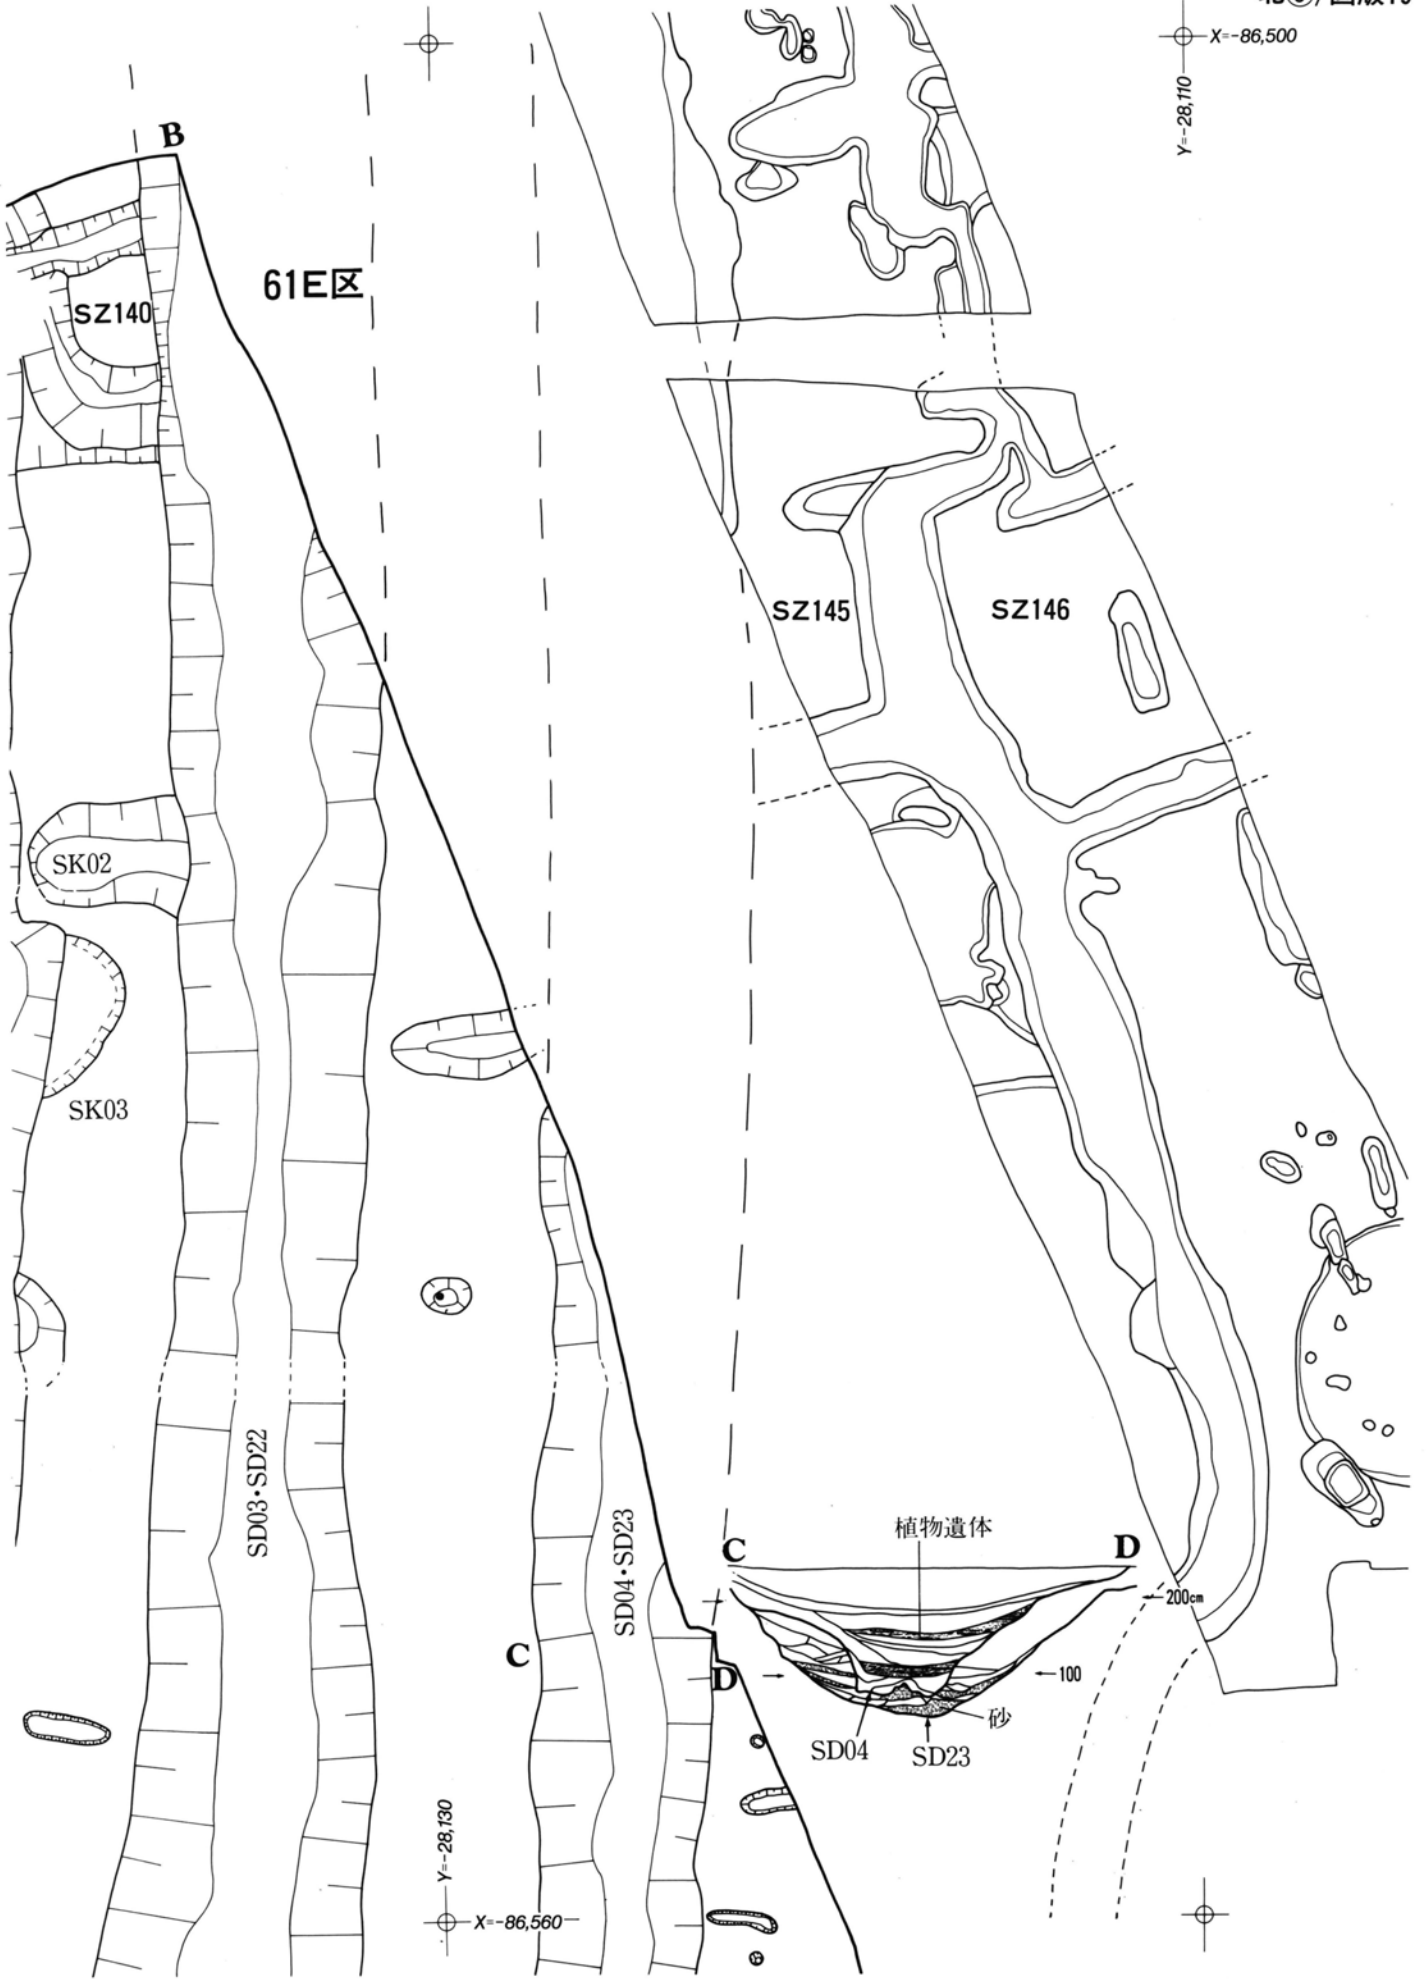 X=-86,500
Y=-28,110
B
61E区
SZ140
SZ145
SZ146
SK02
SK03
SD03・SD22
SD04・SD23
植物遺体
C
D
200cm
C
D
100
砂
SD04
SD23
Y=-28,130
X=-86,560